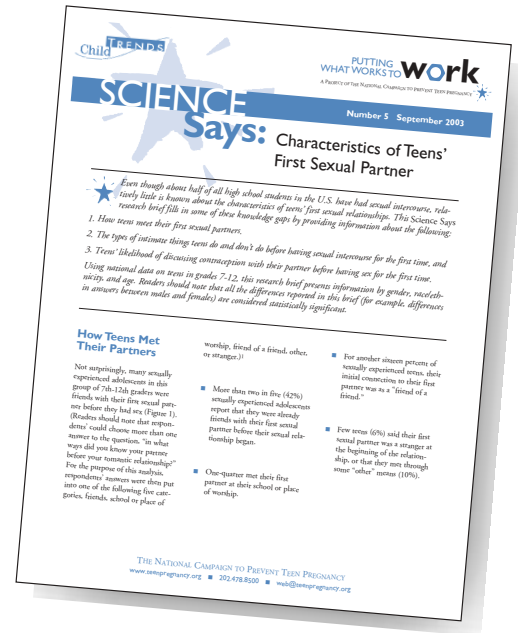 Child TRENDS
PUTTING
WHAT WORKS TO work
A PROJECT OF THE NATIONAL CAMPAIGN TO PREVENT TEEN PREGNANCY
SCIENCE
Says:
Number 5 September 2003
Characteristics of Teens'
First Sexual Partner
Even though about half of all high school students in the U.S. have had sexual intercourse, rela-
tively little is known about the characteristics of teens' first sexual relationships. This Science Says
research brief fills in some of these knowledge gaps by providing information about the following:
1. How teens meet their first sexual partners.
2. The types of intimate things teens do and don't do before having sexual intercourse for the first time, and
3. Teens' likelihood of discussing contraception with their partner before having sex for the first time.
Using national data on teens in grades 7-12, this research brief presents information by gender, race/eth-
nicity, and age. Readers should note that all the differences reported in this brief (for example, differences
in answers between males and females) are considered statistically significant.
How Teens Met
Their Partners
Not surprisingly, many sexually
experienced adolescents in this
group of 7th-12th graders were
friends with their first sexual part-
ner before they had sex (Figure 1).
(Readers should note that respon-
dents' could choose more than one
answer to the question, "in what
ways did you know your partner
before your romantic relationship?"
For the purpose of this analysis,
respondents' answers were then put
into one of the following five cate-
gories, friends, school or place of
worship, friend of a friend, other,
or stranger.)1
■ More than two in five (42%)
sexually experienced adolescents
report that they were already
friends with their first sexual
partner before their sexual rela-
tionship began.
■ One-quarter met their first
partner at their school or place
of worship.
■ For another sixteen percent of
sexually experienced teens, their
initial connection to their first
partner was as a "friend of a
friend."
■ Few teens (6%) said their first
sexual partner was a stranger at
the beginning of the relation-
ship, or that they met through
some "other" means (10%).
THE NATIONAL CAMPAIGN TO PREVENT TEEN PREGNANCY
www.teenpregnancy.org ■ 202.478.8500 ■ web@teenpregnancy.org